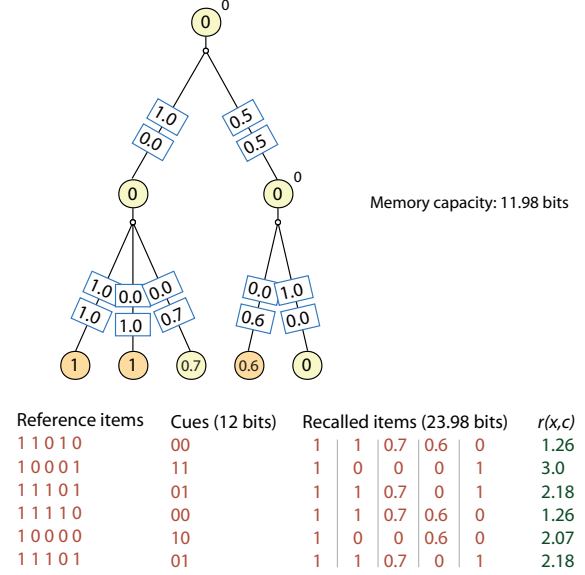 0 0
1.0 0.5
0.0 0.5
0 0 0
Memory capacity: 11.98 bits
1.0 0.0 0.0 0.0 1.0
1.0 1.0 0.7 0.6 0.0
1 1 0.7 0.6 0
Reference items Cues (12 bits) Recalled items (23.98 bits) r(x,c)
1 1 0 1 0 00 1 1 0.7 0.6 0 1.26
1 0 0 0 1 11 1 0 0 0 1 3.0
1 1 1 0 1 01 1 1 0.7 0 1 2.18
1 1 1 1 0 00 1 1 0.7 0.6 0 1.26
1 0 0 0 0 10 1 0 0 0.6 0 2.07
1 1 1 0 1 01 1 1 0.7 0 1 2.18